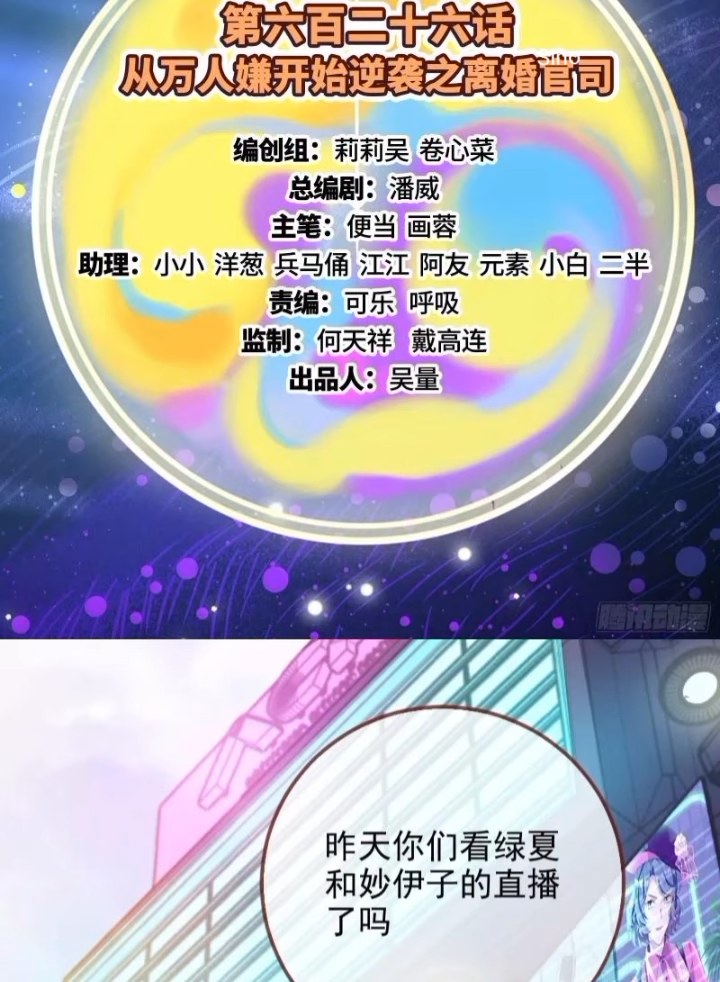 第六百二十六话
sino
从万人嫌开始逆袭之离婚官司
编创组：莉莉吴 卷心菜
总编剧：潘威
主笔：便当 画蓉
助理：小小 洋葱 兵马俑 江江 阿友 元素 小白 二半
责编：可乐 呼吸
监制：何天祥 戴高连
出品人：吴量
腾讯动漫
昨天你们看绿夏
和妙伊子的直播
了吗